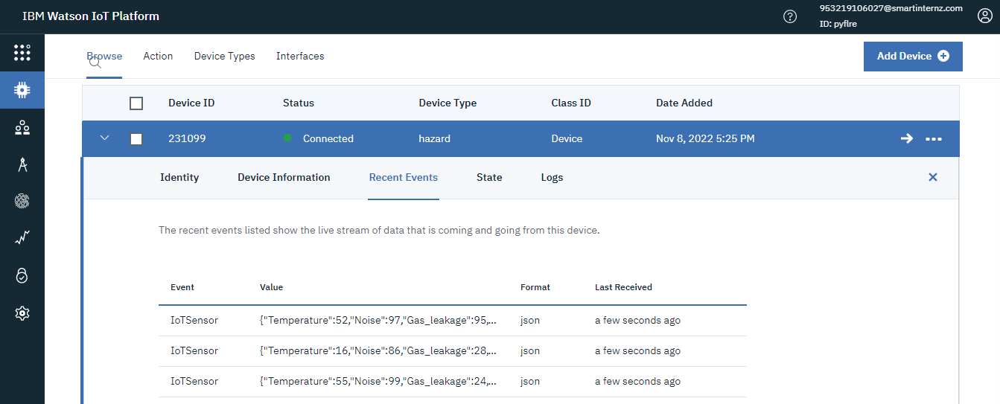 IBM Watson IoT Platform
953219106027@smartinternz.com
ID: pyflre
Browse Action Device Types Interfaces
Add Device
Device ID Status Device Type Class ID Date Added
231099 Connected hazard Device Nov 8, 2022 5:25 PM
Identity Device Information Recent Events State Logs
The recent events listed show the live stream of data that is coming and going from this device.
Event Value Format Last Received
IoTSensor {"Temperature":52,"Noise":97,"Gas_leakage":95,... json a few seconds ago
IoTSensor {"Temperature":16,"Noise":86,"Gas_leakage":28,... json a few seconds ago
IoTSensor {"Temperature":55,"Noise":99,"Gas_leakage":24,... json a few seconds ago